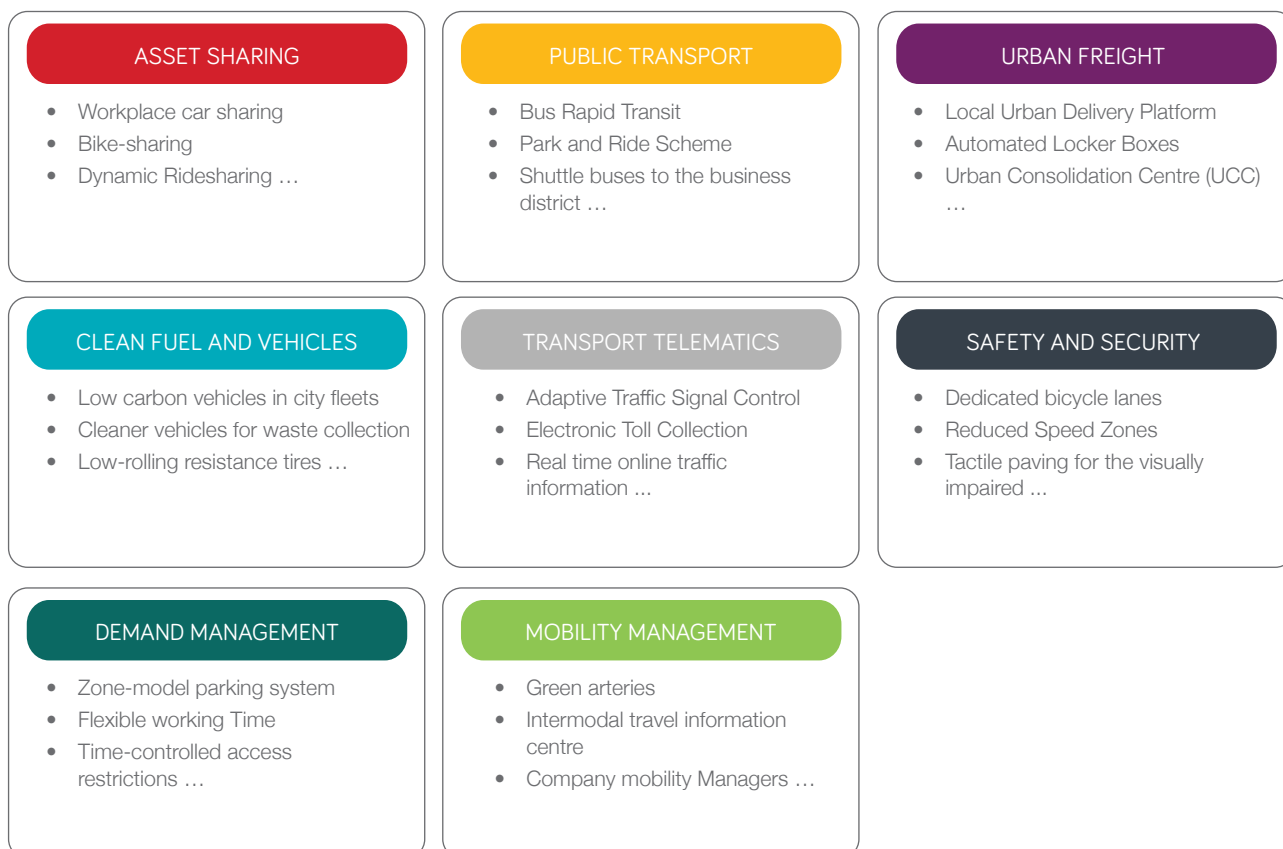 ASSET SHARING
• Workplace car sharing
• Bike-sharing
• Dynamic Ridesharing …
PUBLIC TRANSPORT
• Bus Rapid Transit
• Park and Ride Scheme
• Shuttle buses to the business
district …
URBAN FREIGHT
• Local Urban Delivery Platform
• Automated Locker Boxes
• Urban Consolidation Centre (UCC)
…
CLEAN FUEL AND VEHICLES
• Low carbon vehicles in city fleets
• Cleaner vehicles for waste collection
• Low-rolling resistance tires …
TRANSPORT TELEMATICS
• Adaptive Traffic Signal Control
• Electronic Toll Collection
• Real time online traffic
information ...
SAFETY AND SECURITY
• Dedicated bicycle lanes
• Reduced Speed Zones
• Tactile paving for the visually
impaired ...
DEMAND MANAGEMENT
• Zone-model parking system
• Flexible working Time
• Time-controlled access
restrictions …
MOBILITY MANAGEMENT
• Green arteries
• Intermodal travel information
centre
• Company mobility Managers …